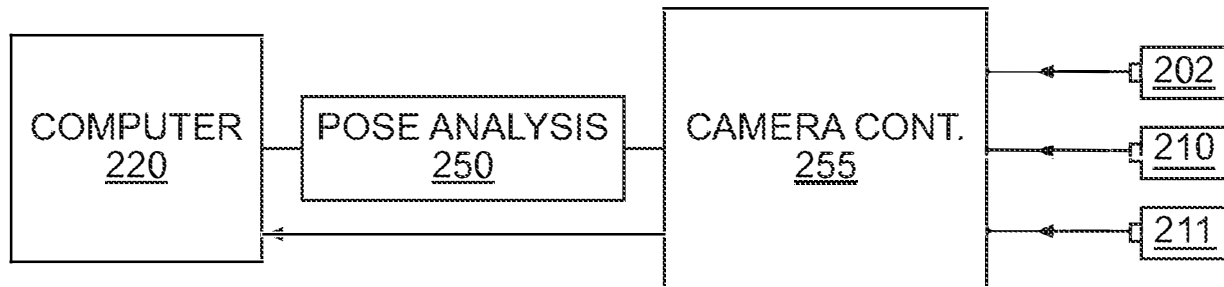 COMPUTER
220
POSE ANALYSIS
250
CAMERA CONT.
255
202
210
211